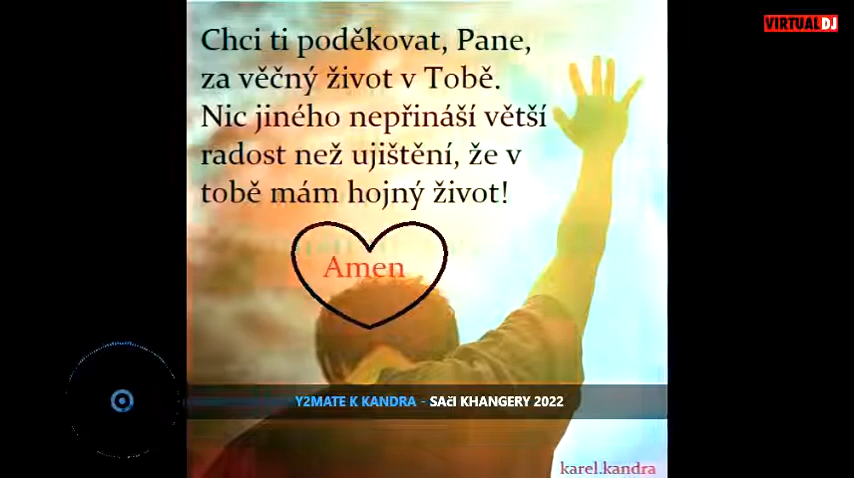 VIRTUALDJ
Chci ti poděkovat, Pane,
za věčný život v Tobě.
Nic jiného nepřináší větší
radost než ujištění, že v
tobě mám hojný život!
Amen
Y2MATE K KANDRA - SAčI KHANGERY 2022
karel.kandra